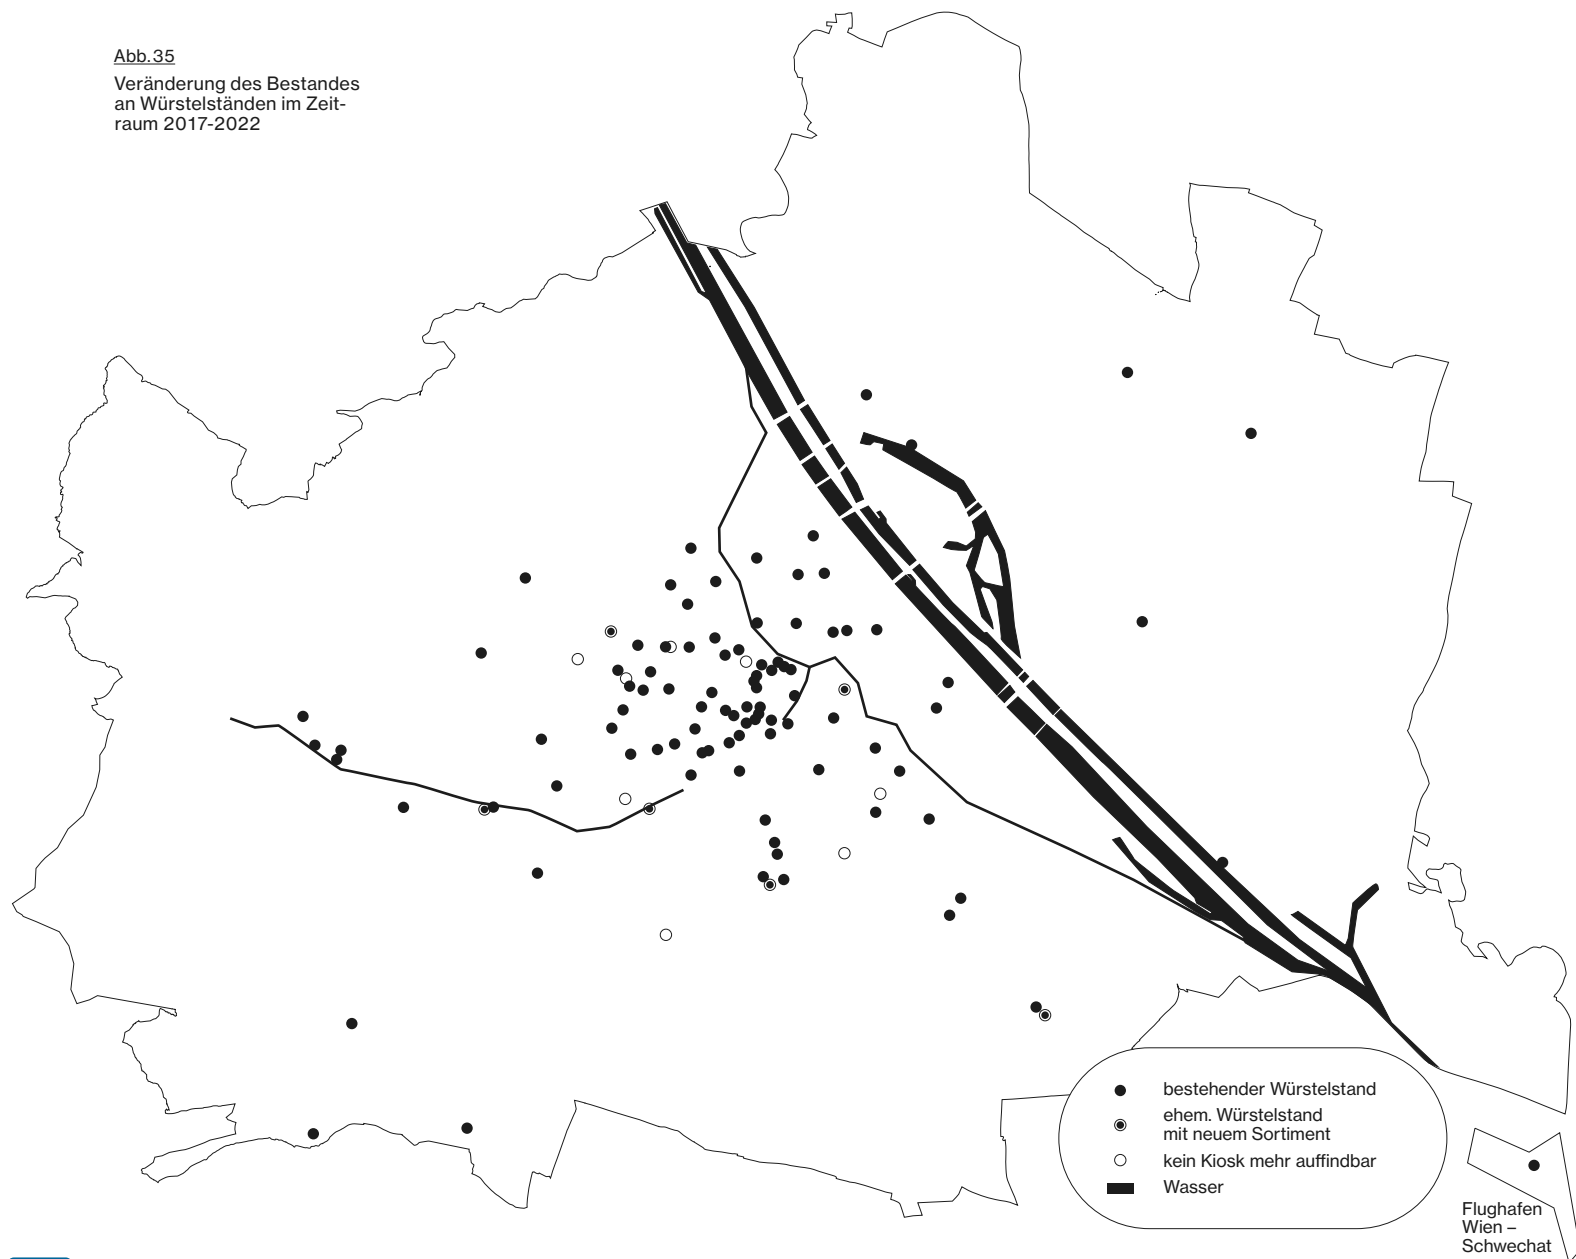 Abb.35
Veränderung des Bestandes
an Würstelständen im Zeit-
raum 2017-2022
bestehender Würstelstand
ehem. Würstelstand
mit neuem Sortiment
kein Kiosk mehr auffindbar
Wasser
Flughafen
Wien –
Schwechat